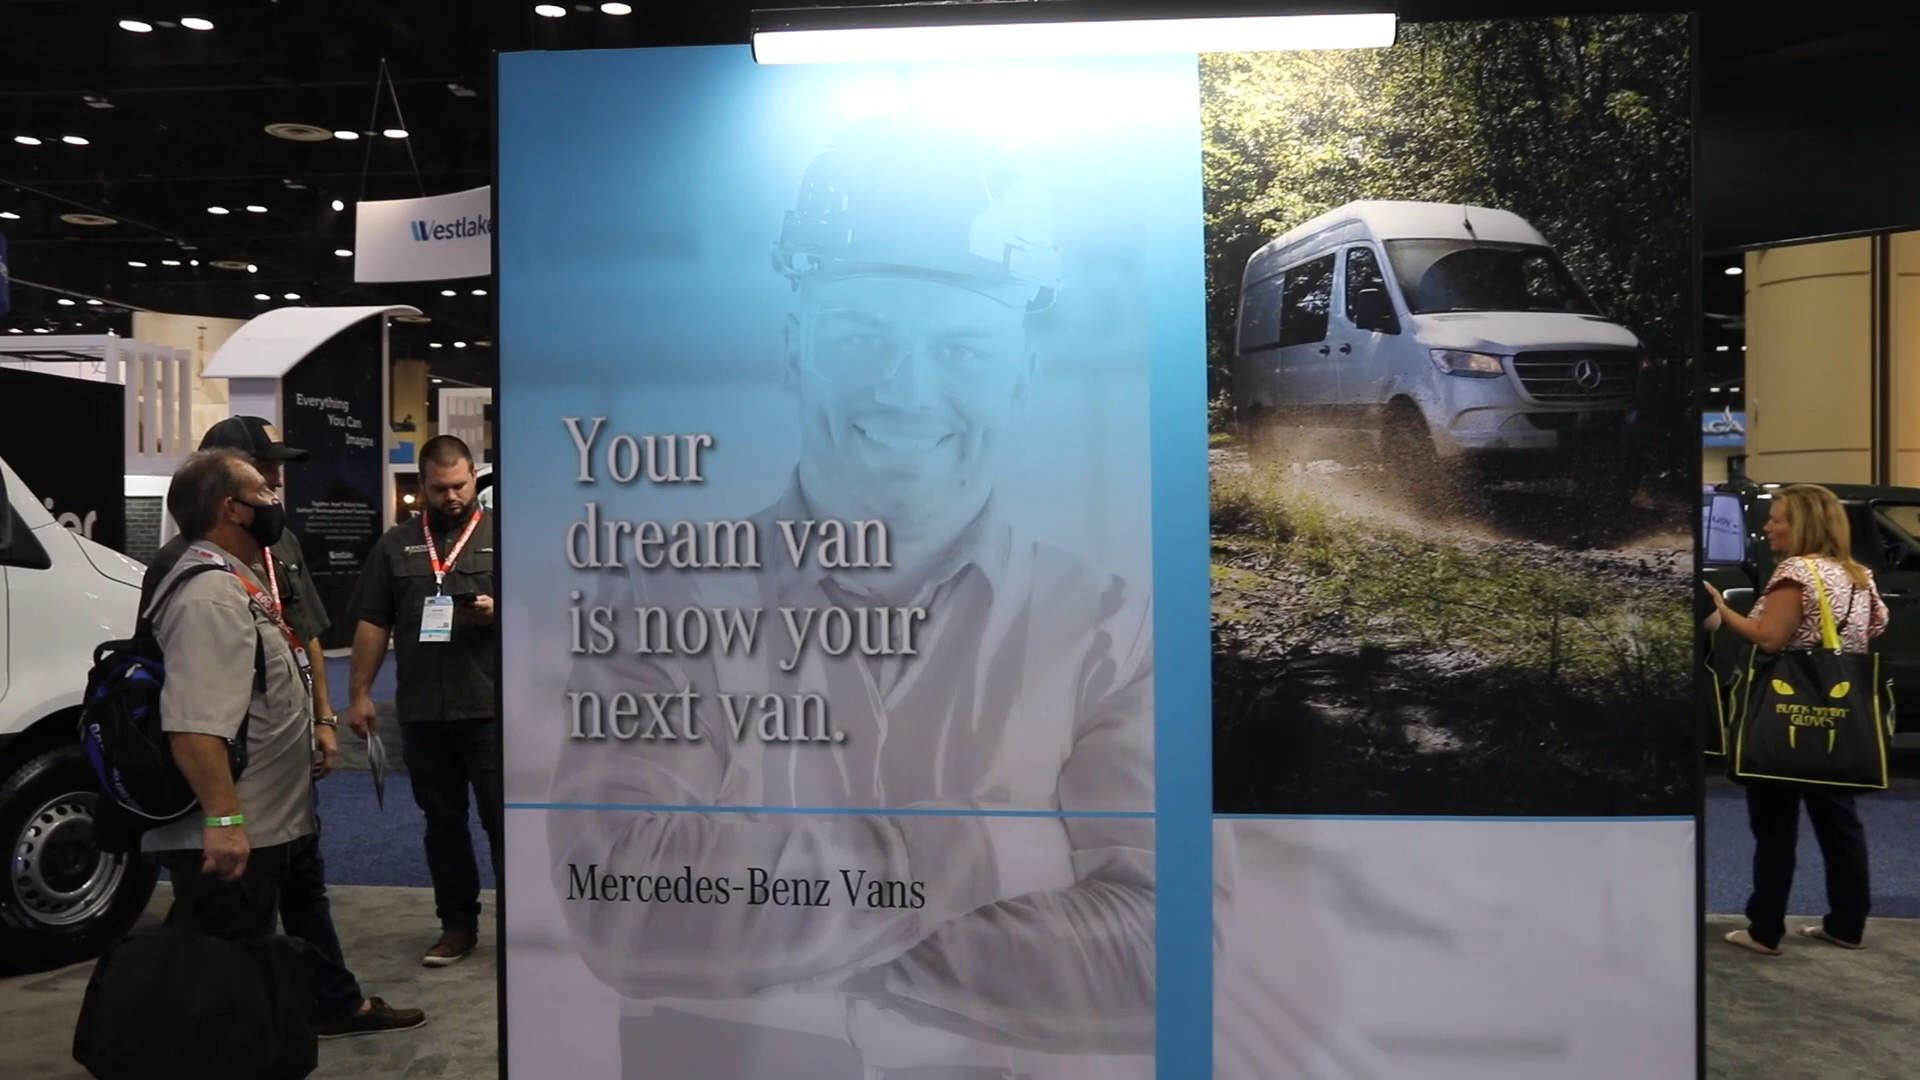 Westlake
Everything
You Can
Imagine
Your
dream van
is now your
next van.
Mercedes-Benz Vans
BLACK MAMBA
GLOVES